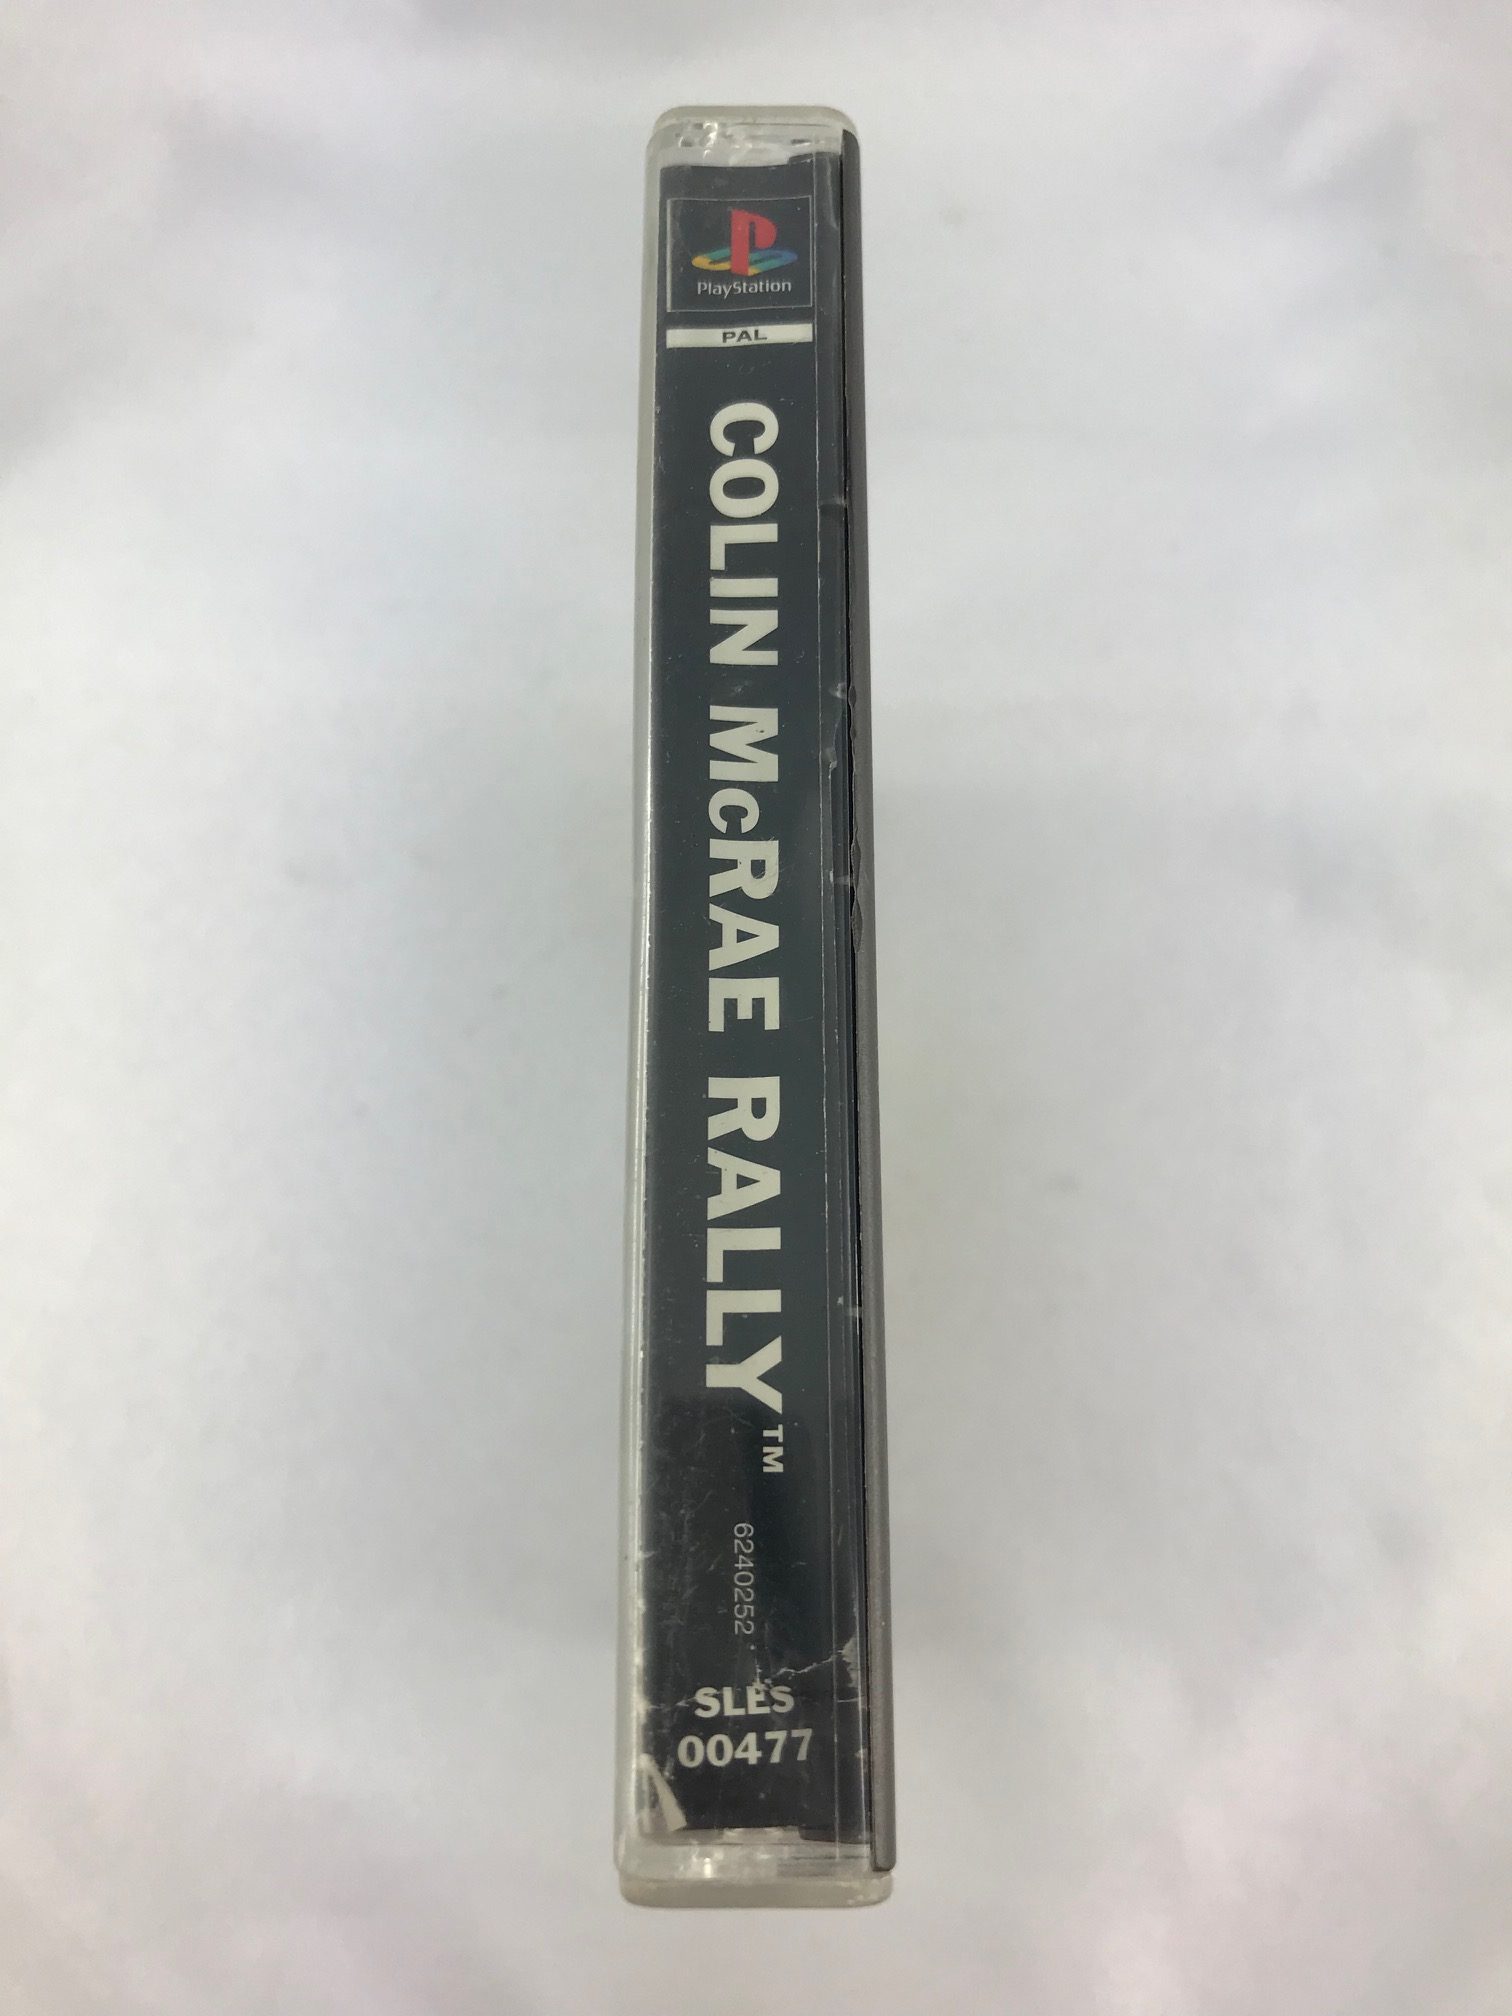 PlayStation
PAL
COLIN McRAE RALLY™
6240252
SLES
00477